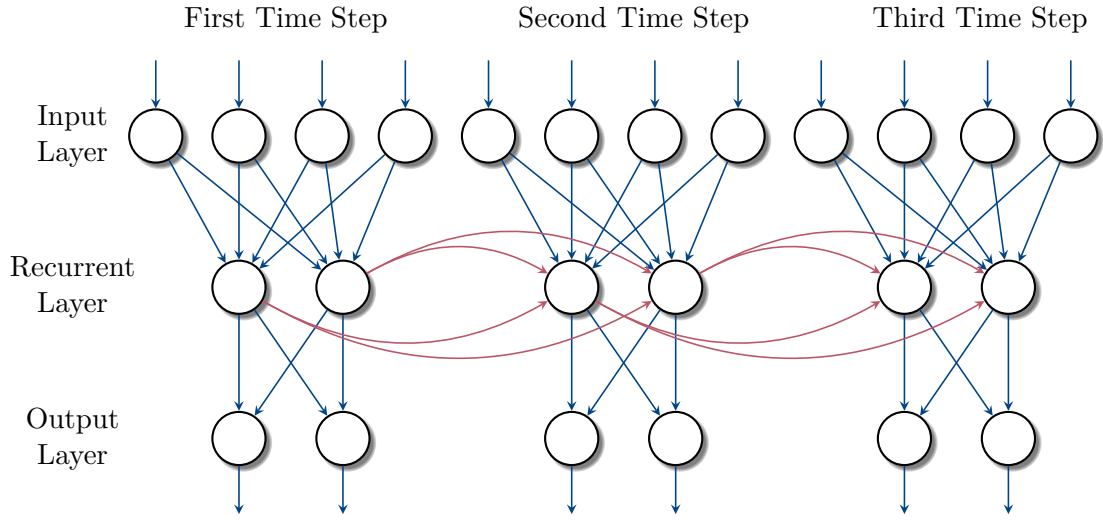 First Time Step
Second Time Step
Third Time Step
Input
Layer
Recurrent
Layer
Output
Layer